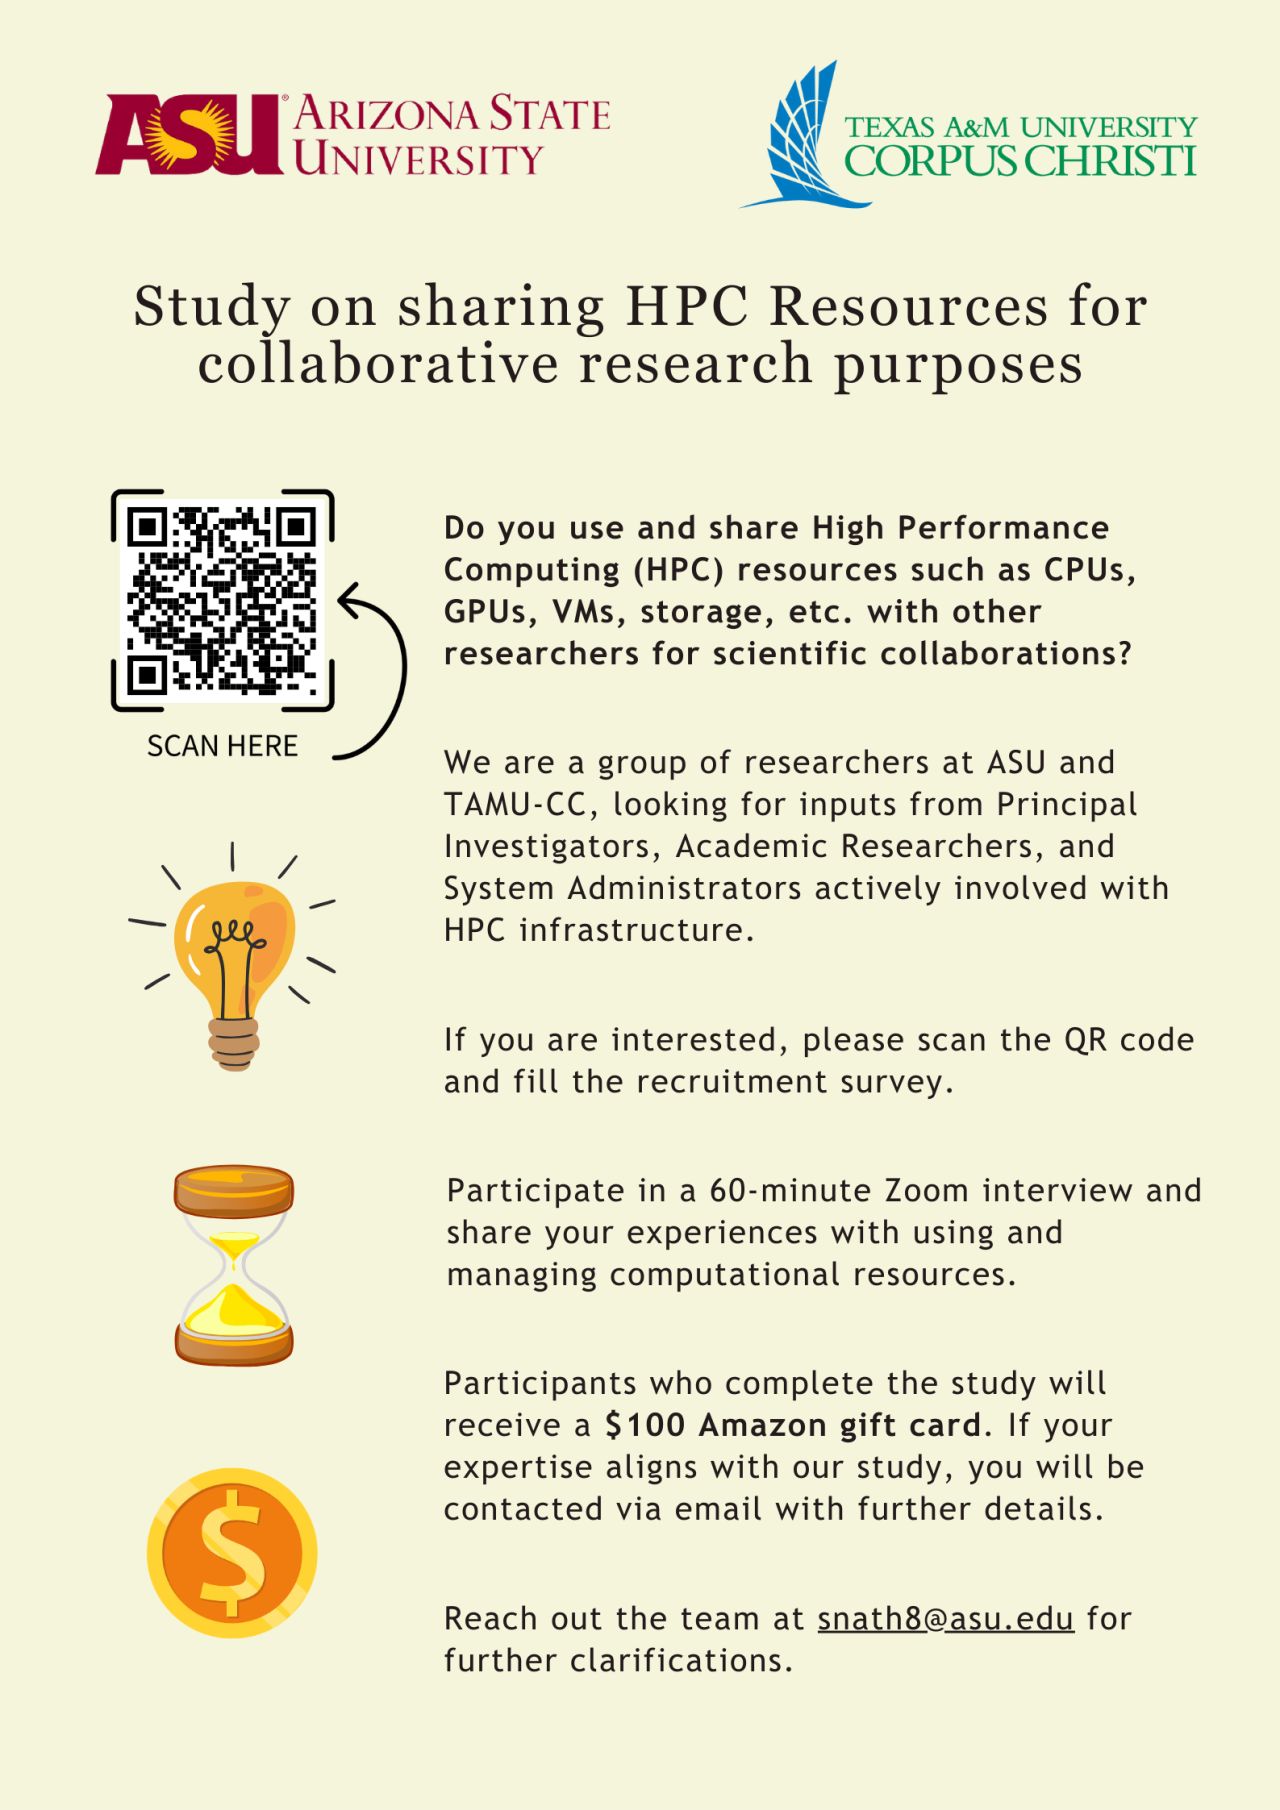 ASU® ARIZONA STATE
UNIVERSITY
TEXAS A&M UNIVERSITY
CORPUS CHRISTI
Study on sharing HPC Resources for
collaborative research purposes
SCAN HERE
Do you use and share High Performance
Computing (HPC) resources such as CPUs,
GPUs, VMs, storage, etc. with other
researchers for scientific collaborations?
We are a group of researchers at ASU and
TAMU-CC, looking for inputs from Principal
Investigators, Academic Researchers, and
System Administrators actively involved with
HPC infrastructure.
If you are interested, please scan the QR code
and fill the recruitment survey.
Participate in a 60-minute Zoom interview and
share your experiences with using and
managing computational resources.
Participants who complete the study will
receive a $100 Amazon gift card. If your
expertise aligns with our study, you will be
contacted via email with further details.
$
Reach out the team at snath8@asu.edu for
further clarifications.